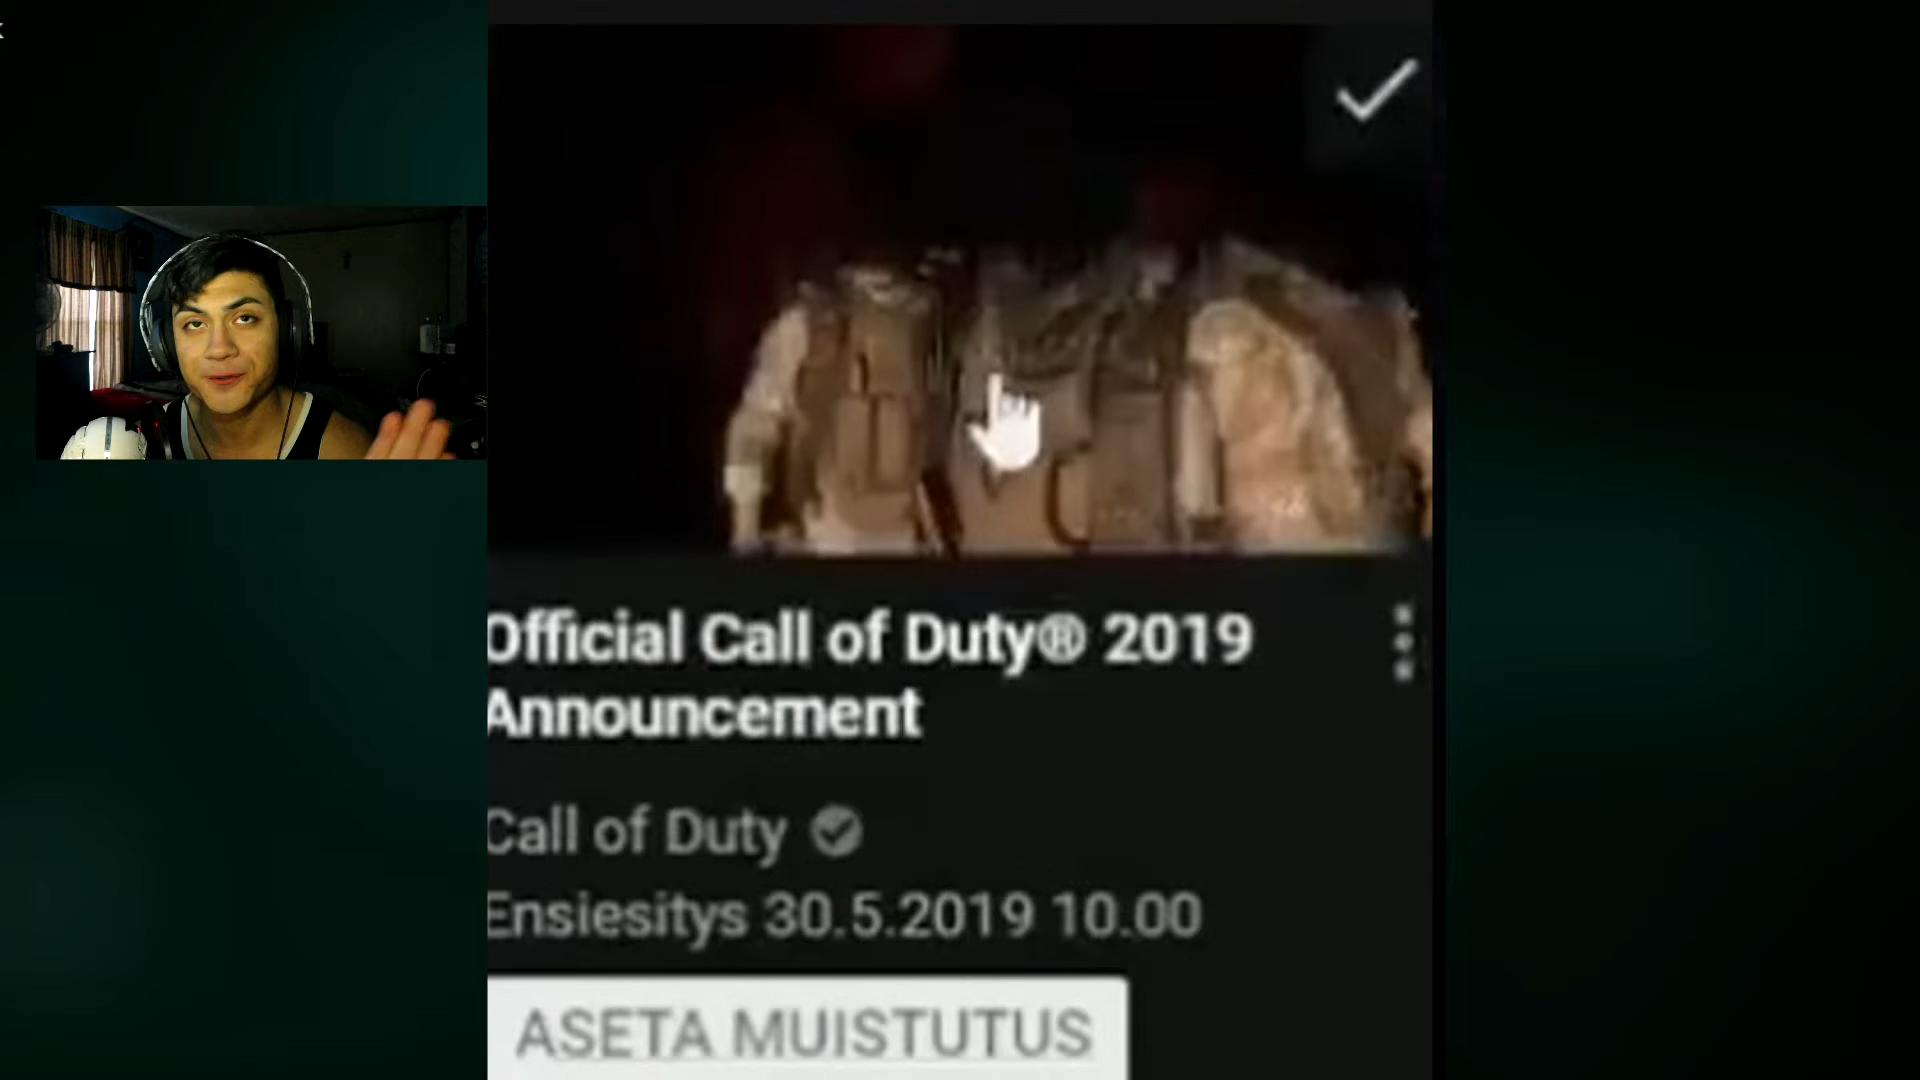 Official Call of Duty® 2019
Announcement
Call of Duty
Ensiesitys 30.5.2019 10.00
ASETA MUISTUTUS